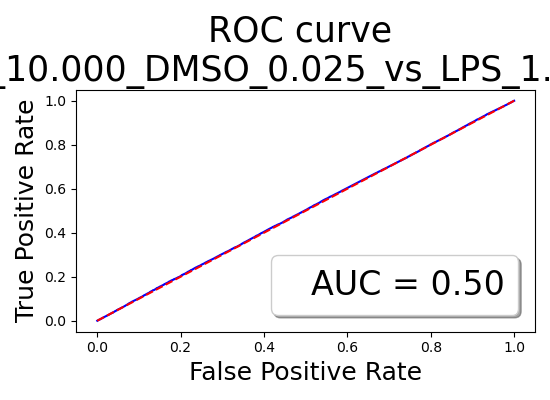 ROC curve
_10.000_DMSO_0.025_vs_LPS_1.
True Positive Rate
1.0
0.8
0.6
0.4
0.2
0.0
AUC = 0.50
0.0 0.2 0.4 0.6 0.8 1.0
False Positive Rate